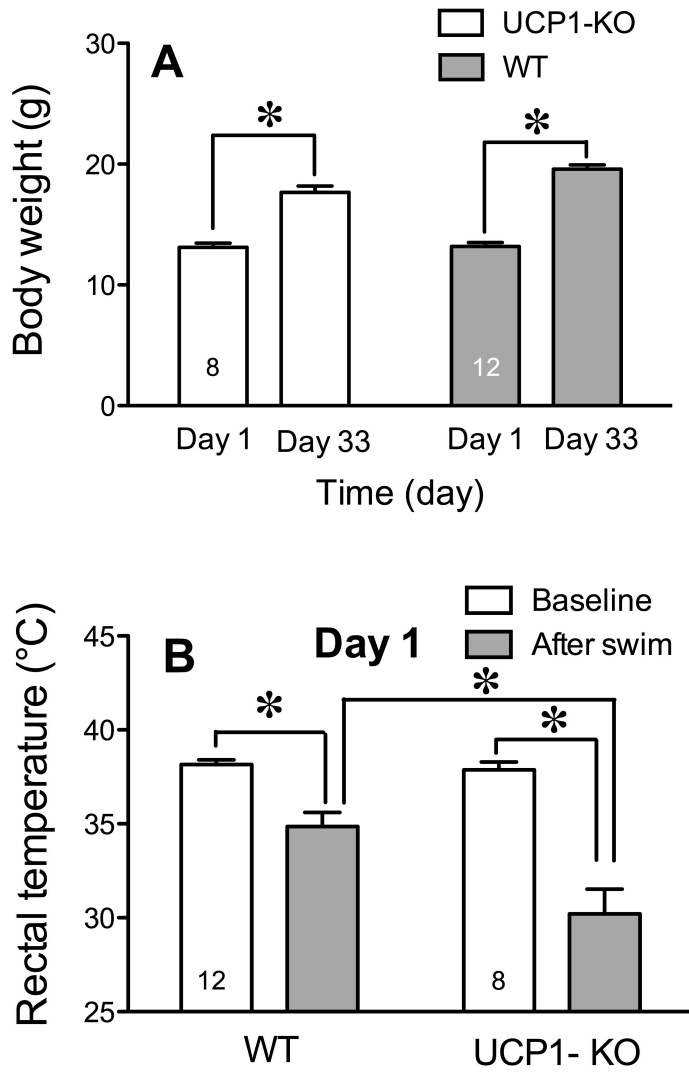 UCP1-KO
WT
A
Body weight (g)
30
20
10
0
*
*
8
12
Day 1
Day 33
Day 1
Day 33
Time (day)
Baseline
After swim
B
Day 1
Rectal temperature (°C)
45
40
35
30
25
*
*
*
12
8
WT
UCP1- KO